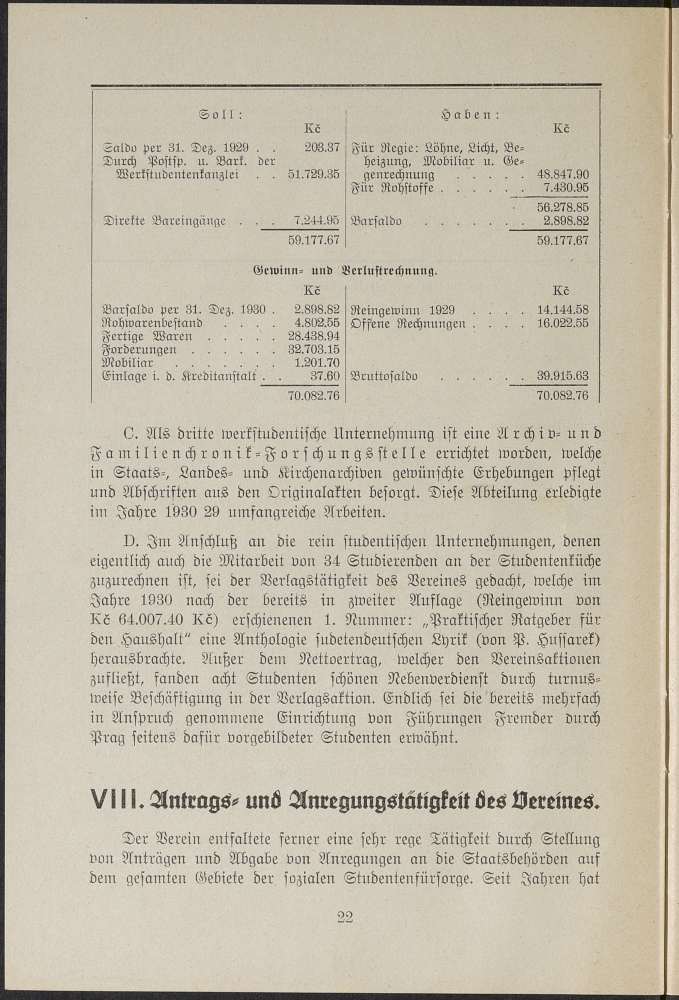 Soll: Haben:
Kč Kč
Saldo per 31. Dez. 1929 . . 203.37 Für Regie: Löhne, Licht, Be-
Durch Postsp. u. Bark. der heizung, Mobiliar u. Ge-
Werkstudentenkanzlei . . 51.729.35 genrechnung . . . . . 48.847.90
Für Rohstoffe . . . . . . 7.430.95
56.278.85
Direkte Bareingänge . . . 7.244.95 Barsaldo . . . . . . . 2.898.82
59.177.67 59.177.67
Gewinn- und Verlustrechnung.
Kč Kč
Barsaldo per 31. Dez. 1930 . 2.898.82 Reingewinn 1929 . . . . 14.144.58
Rohwarenbestand . . . . 4.802.55 Offene Rechnungen . . . . 16.022.55
Fertige Waren . . . . . 28.438.94
Forderungen . . . . . . 32.703.15
Mobiliar . . . . . . . 1.201.70
Einlage i. d. Kreditanstalt . . 37.60 Bruttosaldo . . . . . . 39.915.63
70.082.76 70.082.76
C. Als dritte werkstudentische Unternehmung ist eine Archiv- und
Familienchronik-Forschungsstelle errichtet worden, welche
in Staats-, Landes- und Kirchenarchiven gewünschte Erhebungen pflegt
und Abschriften aus den Originalakten besorgt. Diese Abteilung erledigte
im Jahre 1930 29 umfangreiche Arbeiten.
D. Im Anschluß an die rein studentischen Unternehmungen, denen
eigentlich auch die Mitarbeit von 34 Studierenden an der Studentenküche
zuzurechnen ist, sei der Verlagstätigkeit des Vereines gedacht, welche im
Jahre 1930 nach der bereits in zweiter Auflage (Reingewinn von
Kč 64.007.40 Kč) erschienenen 1. Nummer: „Praktischer Ratgeber für
den Haushalt“ eine Anthologie sudetendeutschen Lyrik (von P. Hussarek)
herausbrachte. Außer dem Nettoertrag, welcher den Vereinsaktionen
zufließt, fanden acht Studenten schönen Nebenverdienst durch turnus-
weise Beschäftigung in der Verlagsaktion. Endlich sei die bereits mehrfach
in Anspruch genommene Einrichtung von Führungen Fremder durch
Prag seitens dafür vorgebildeter Studenten erwähnt.
VIII. Antrags- und Anregungstätigkeit des Vereines.
Der Verein entfaltete ferner eine sehr rege Tätigkeit durch Stellung
von Anträgen und Abgabe von Anregungen an die Staatsbehörden auf
dem gesamten Gebiete der sozialen Studentenfürsorge. Seit Jahren hat
22